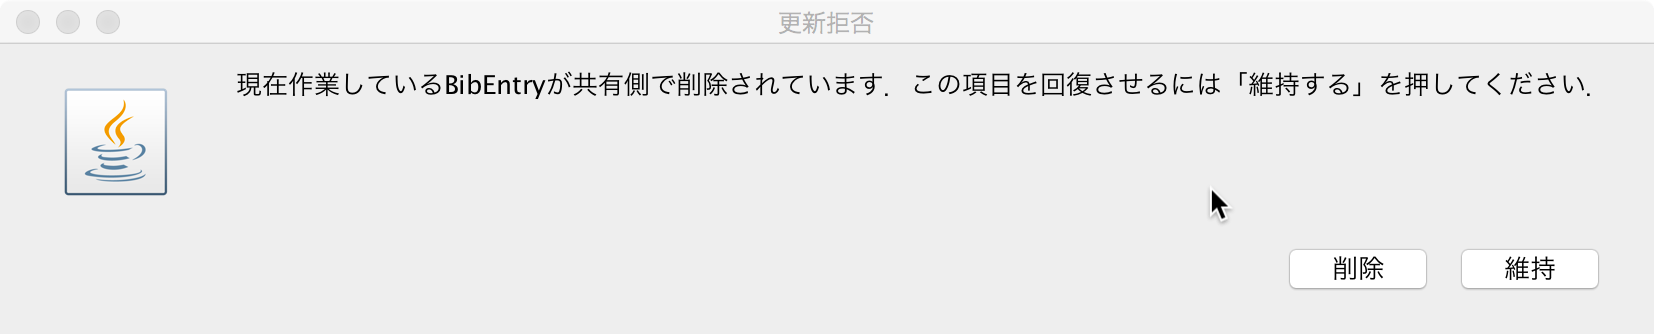 更新拒否
現在作業しているBibEntryが共有側で削除されています．この項目を回復させるには「維持する」を押してください．
削除
維持